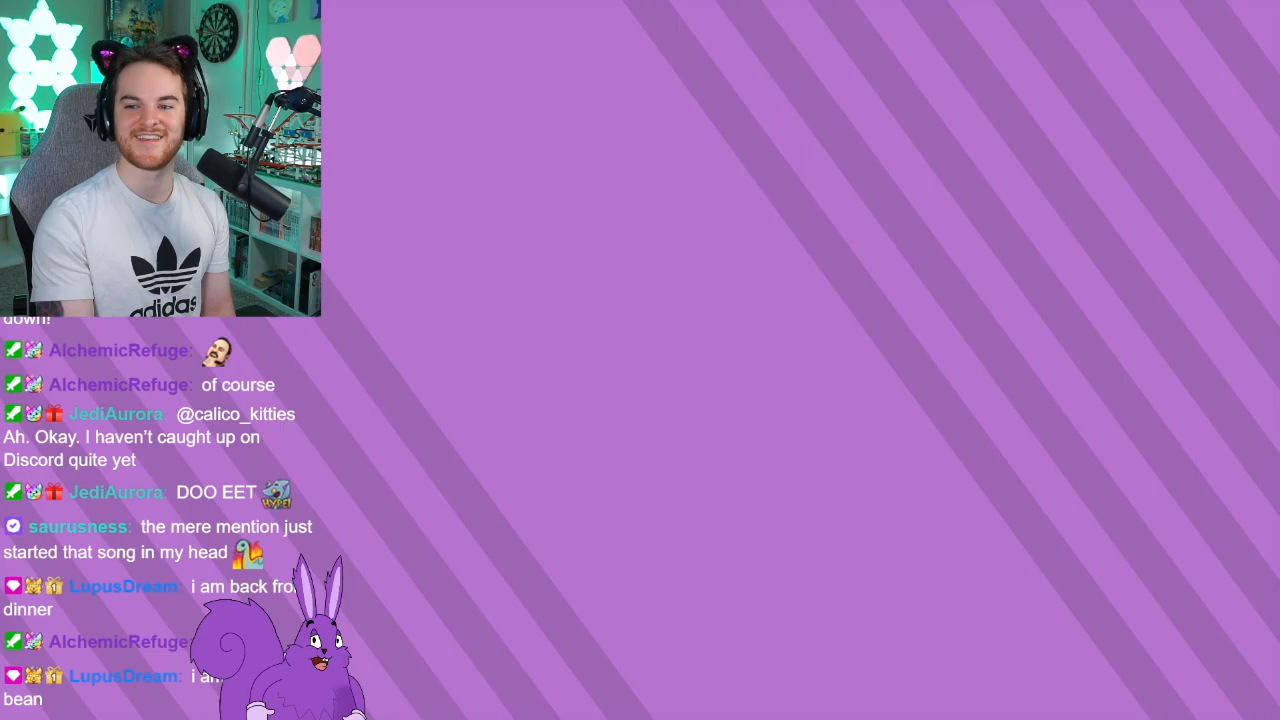 adidas
down!
AlchemicRefuge:
AlchemicRefuge: of course
JediAurora: @calico_kitties
Ah. Okay. I haven't caught up on
Discord quite yet
JediAurora: DOO EET HYPE!
saurusness: the mere mention just
started that song in my head
LupusDream: i am back
dinner
AlchemicRefuge
LupusDream: i
bean